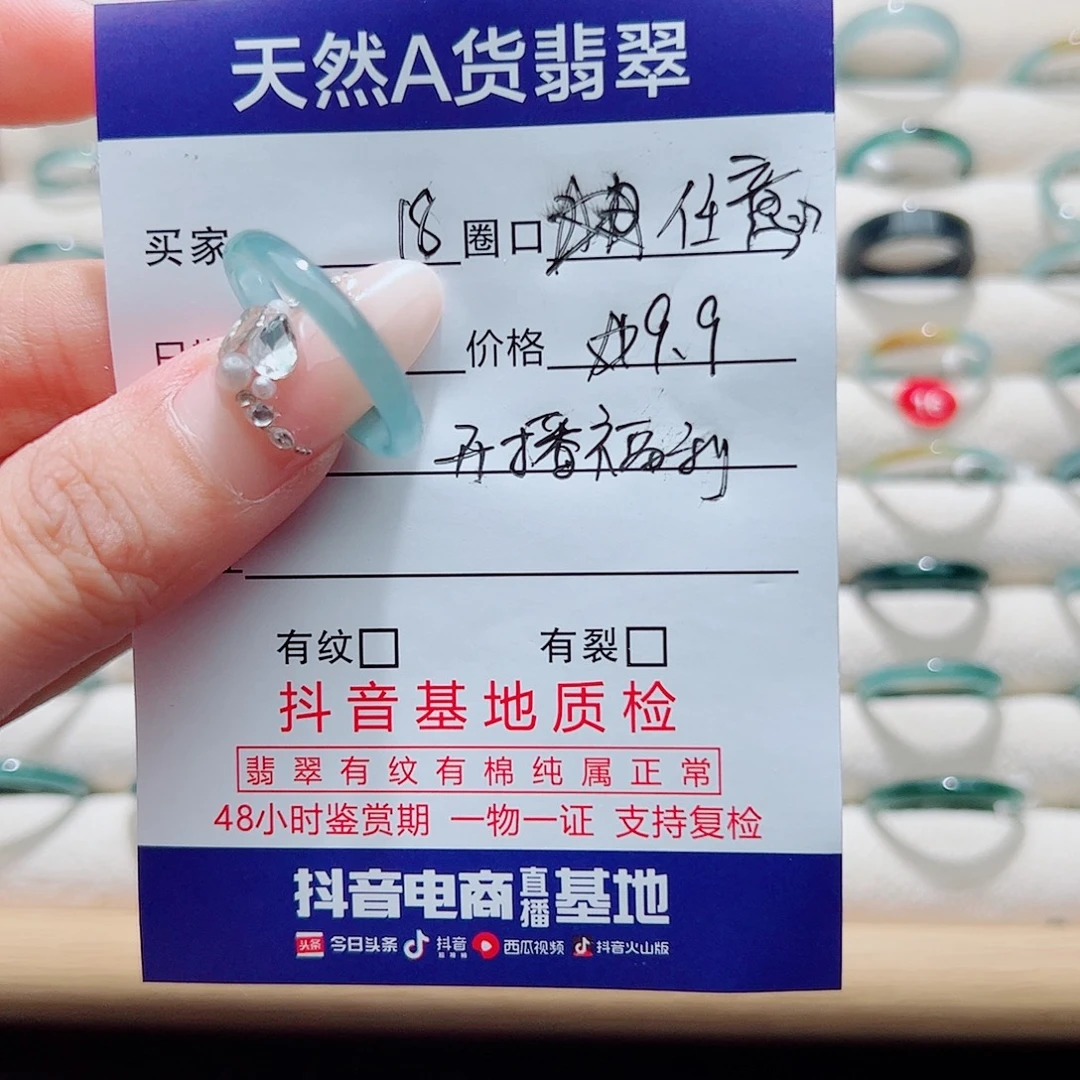 天然A货翡翠
买家 18 圈口 任意
价格 9.9
开播福利
有纹□ 有裂□
抖音基地质检
翡翠有纹有棉纯属正常
48小时鉴赏期 一物一证 支持复检
抖音电商直播基地
头条 今日头条 抖音 西瓜视频 抖音火山版
16